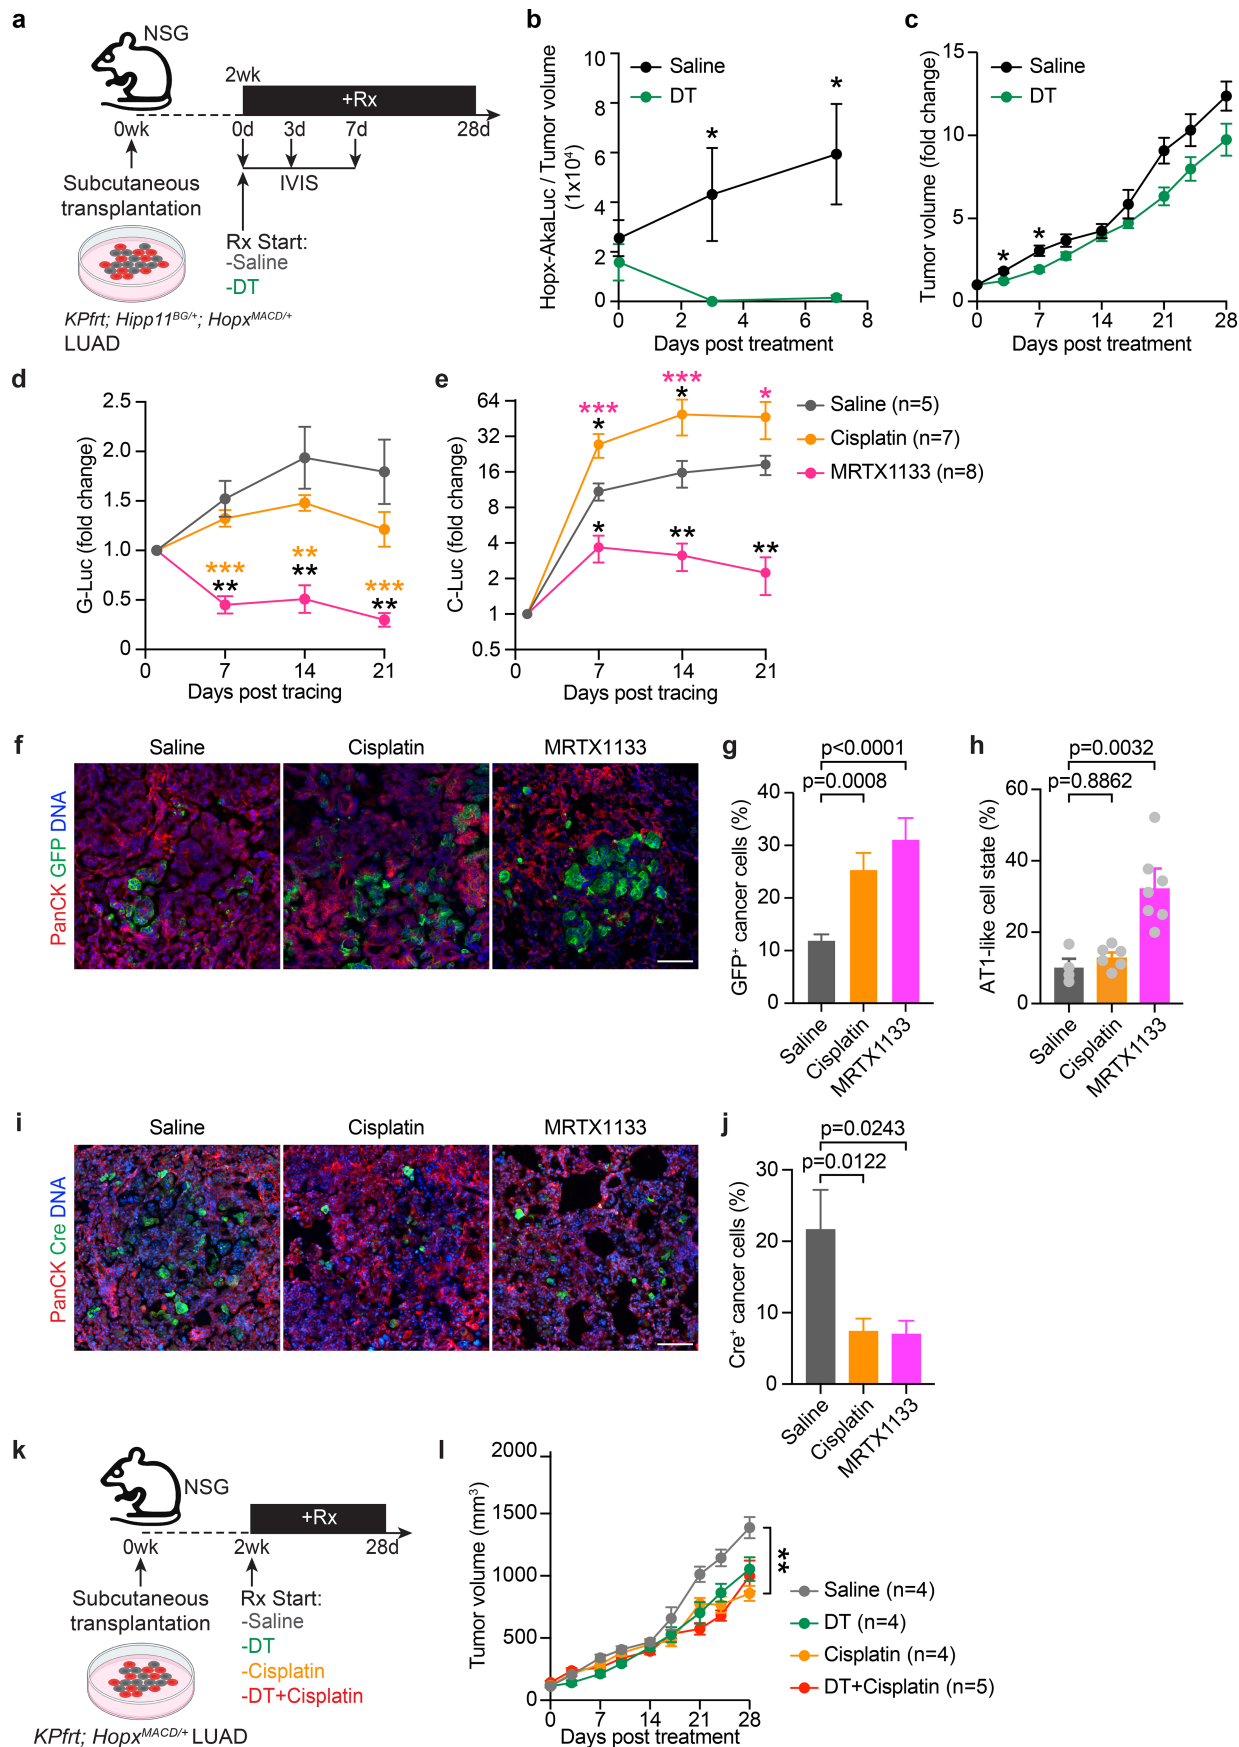 a
NSG
2wk
+Rx
0wk
0d 3d 7d 28d
IVIS
Subcutaneous
transplantation
Rx Start:
-Saline
-DT
KPfrt; Hipp11BG/+; HopxMACD/+
LUAD
b
Hopx-AkaLuc / Tumor volume
(1x10⁴)
10
8
6
4
2
0
Saline
DT
*
*
0 2 4 6 8
Days post treatment
c
Tumor volume (fold change)
15
10
5
0
Saline
DT
*
*
0 7 14 21 28
Days post treatment
d
G-Luc (fold change)
2.5
2.0
1.5
1.0
0.5
0
***
**
**
**
***
**
0 7 14 21
Days post tracing
e
C-Luc (fold change)
64
32
16
8
4
2
1
0.5
***
*
***
*
*
*
**
**
0 7 14 21
Days post tracing
Saline (n=5)
Cisplatin (n=7)
MRTX1133 (n=8)
f
Saline Cisplatin MRTX1133
PanCK GFP DNA
g
p<0.0001
p=0.0008
GFP+ cancer cells (%)
40
30
20
10
0
Saline
Cisplatin
MRTX1133
h
p=0.0032
p=0.8862
AT1-like cell state (%)
60
40
20
0
Saline
Cisplatin
MRTX1133
i
Saline Cisplatin MRTX1133
PanCK Cre DNA
j
p=0.0243
p=0.0122
Cre+ cancer cells (%)
30
20
10
0
Saline
Cisplatin
MRTX1133
k
NSG
+Rx
0wk 2wk 28d
Subcutaneous
transplantation
Rx Start:
-Saline
-DT
-Cisplatin
-DT+Cisplatin
KPfrt; HopxMACD/+ LUAD
l
Tumor volume (mm³)
2000
1500
1000
500
0
**
0 7 14 21 28
Days post treatment
Saline (n=4)
DT (n=4)
Cisplatin (n=4)
DT+Cisplatin (n=5)